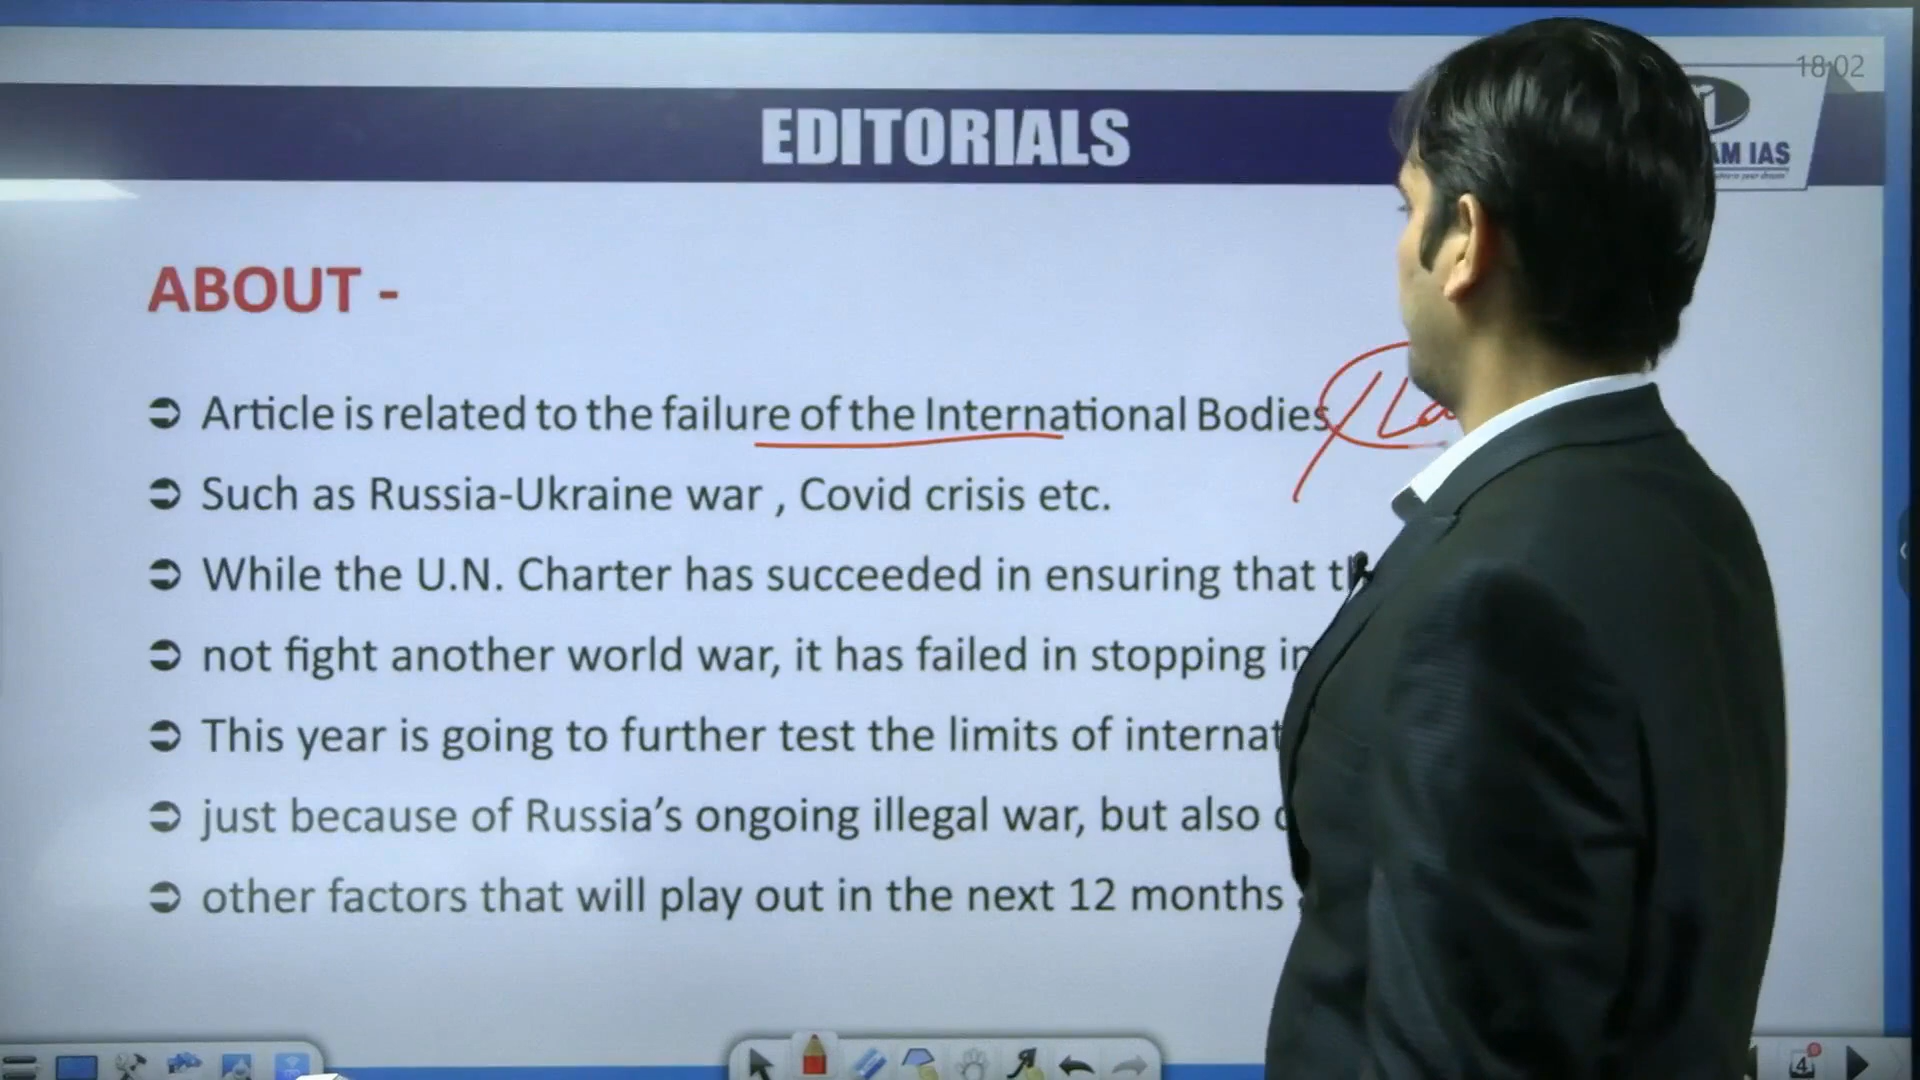 18:02
EDITORIALS
AM IAS
ABOUT -
Article is related to the failure of the International Bodies
Such as Russia-Ukraine war , Covid crisis etc.
While the U.N. Charter has succeeded in ensuring that
not fight another world war, it has failed in stopping
This year is going to further test the limits of
just because of Russia’s ongoing illegal war, but also
other factors that will play out in the next 12 months
4